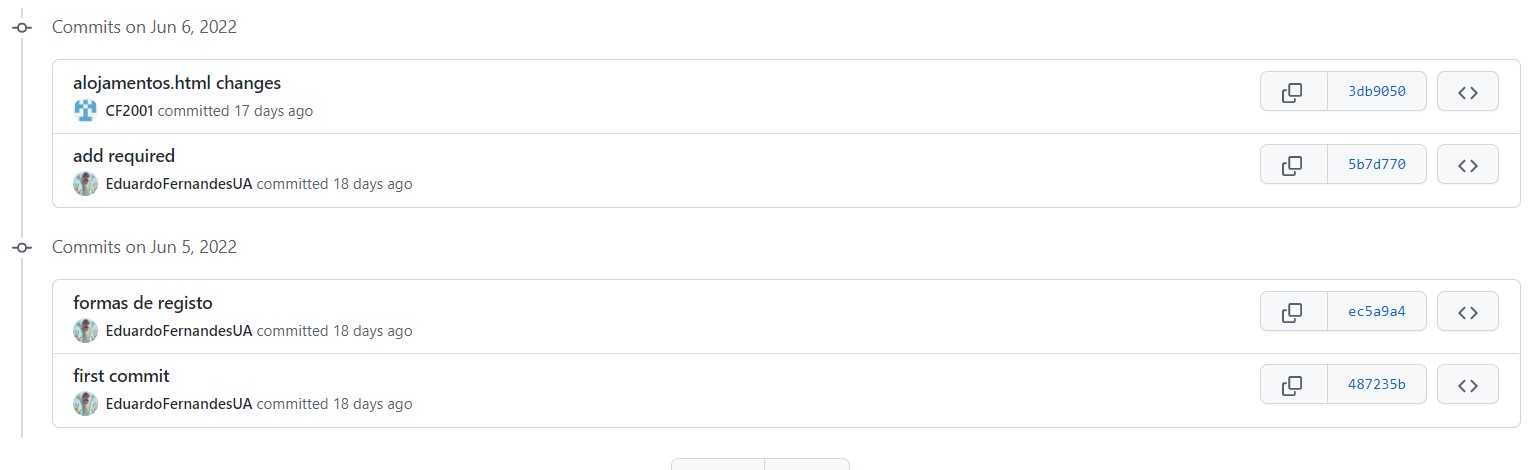 Commits on Jun 6, 2022
alojamentos.html changes
CF2001 committed 17 days ago
3db9050
add required
EduardoFernandesUA committed 18 days ago
5b7d770
Commits on Jun 5, 2022
formas de registo
EduardoFernandesUA committed 18 days ago
ec5a9a4
first commit
EduardoFernandesUA committed 18 days ago
487235b